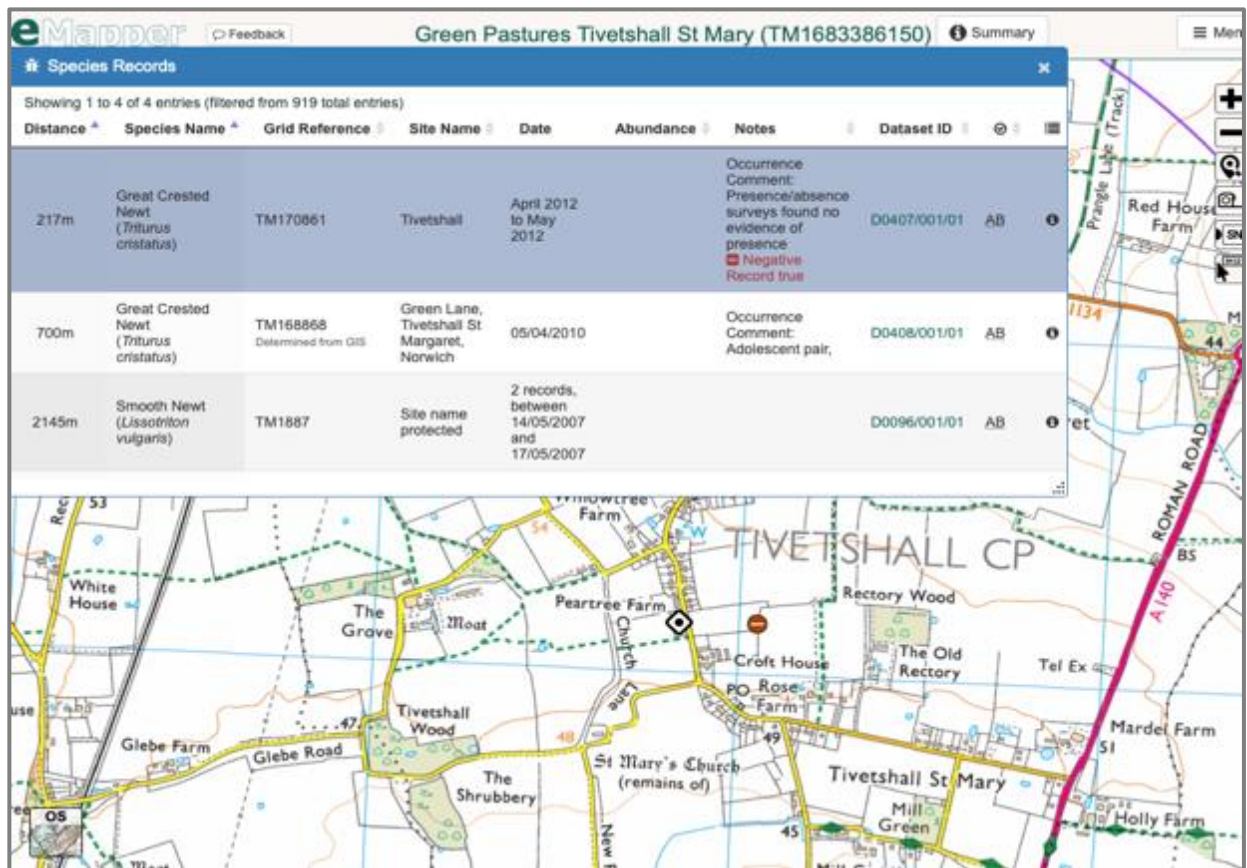 eMapper
Feedback
Green Pastures Tivetshall St Mary (TM1683386150)
Summary
Men
Species Records
×
Showing 1 to 4 of 4 entries (filtered from 919 total entries)
Distance Species Name Grid Reference Site Name Date Abundance Notes Dataset ID
217m
Great Crested
Newt
(Triturus
cristatus)
TM170861
Tivetshall
April 2012
to May
2012
Occurrence
Comment:
Presence/absence
surveys found no
evidence of
presence
Negative
Record true
D0407/001/01
AB
700m
Great Crested
Newt
(Triturus
cristatus)
TM168868
Determined from GIS
Green Lane,
Tivetshall St
Margaret,
Norwich
05/04/2010
Occurrence
Comment:
Adolescent pair,
D0408/001/01
AB
2145m
Smooth Newt
(Lissotriton
vulgaris)
TM1887
Site name
protected
2 records,
between
14/05/2007
and
17/05/2007
D0096/001/01
AB
Prangle Lane (Track)
Red House
Farm
SN
1134
44
et
ROMAN ROAD
BS
A 140
Rec
53
Willowtree
Farm
54
W
TIVETSHALL CP
White
House
The
Grove
Moat
Peartree Farm
Church
Lane
Rectory Wood
Croft House
The Old
Rectory
Tel Ex
PO
Rose
Farm
use
47
Tivetshall
Wood
Glebe Farm
Glebe Road
48
49
Mardel Farm
51
St Mary's Church
(remains of)
The
Shrubbery
Tivetshall St Mary
OS
Mill
Green
45
Holly Farm
New
Moat